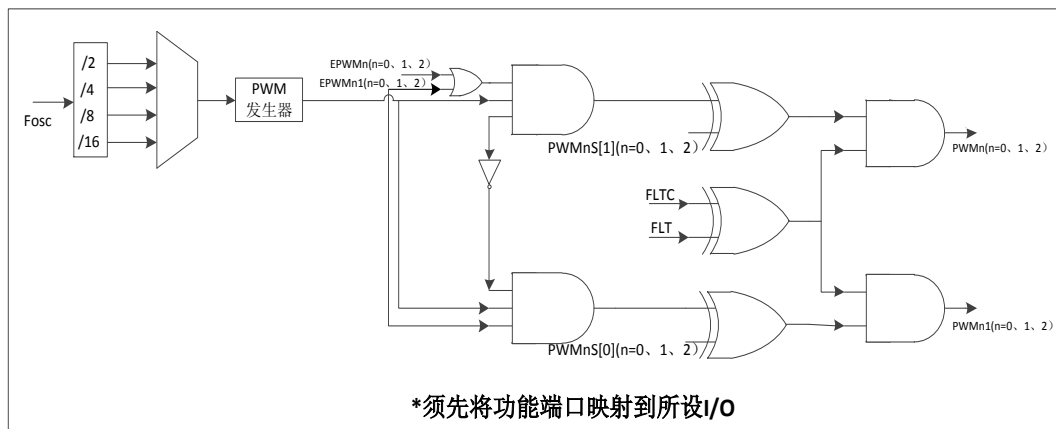 /2
/4
/8
/16
Fosc
PWM
发生器
EPWMn(n=0、1、2)
EPWMn1(n=0、1、2)
PWMnS[1](n=0、1、2)
FLTC
FLT
PWMnS[0](n=0、1、2)
PWMn(n=0、1、2)
PWMn1(n=0、1、2)
*须先将功能端口映射到所设I/O